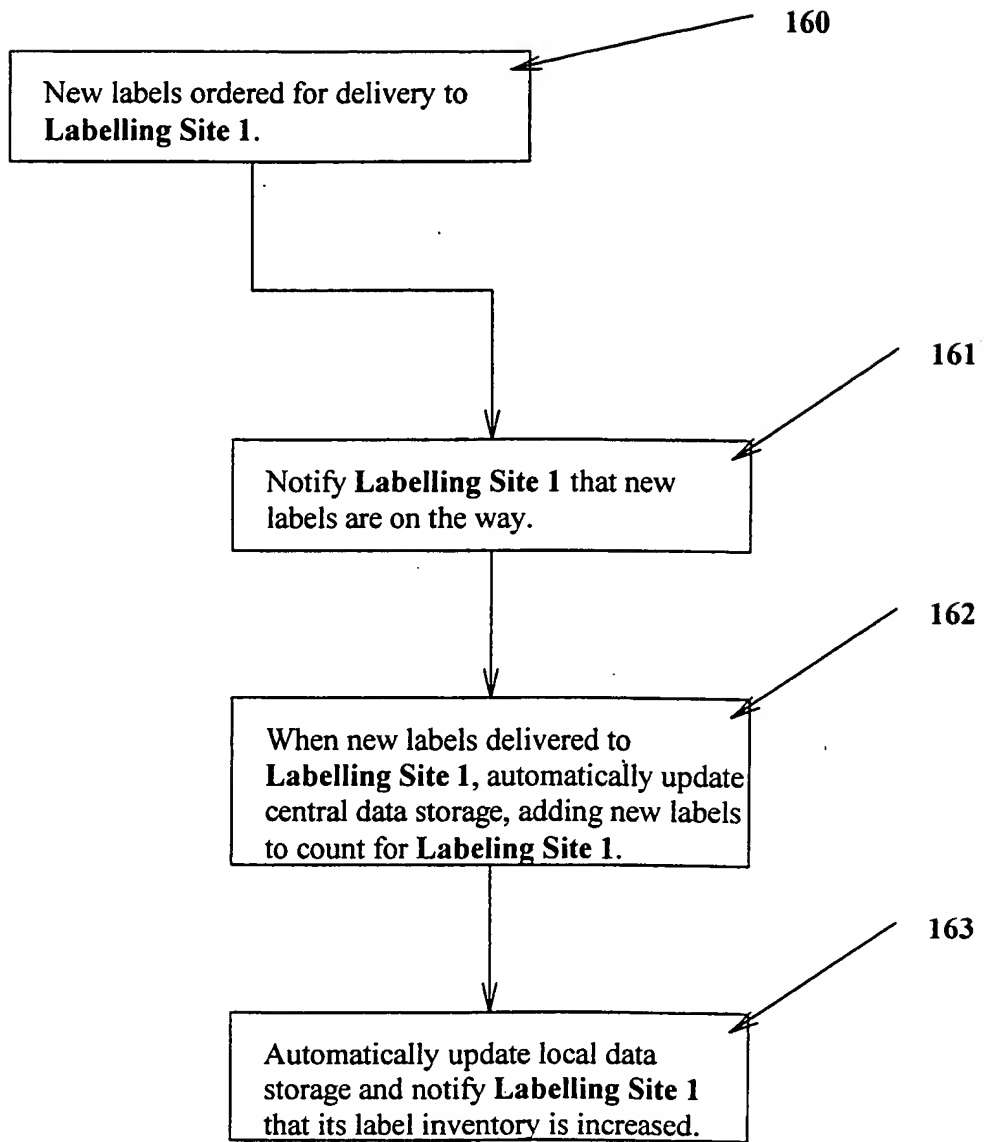 160
New labels ordered for delivery to
Labelling Site 1.
161
Notify Labelling Site 1 that new
labels are on the way.
162
When new labels delivered to
Labelling Site 1, automatically update
central data storage, adding new labels
to count for Labeling Site 1.
163
Automatically update local data
storage and notify Labelling Site 1
that its label inventory is increased.